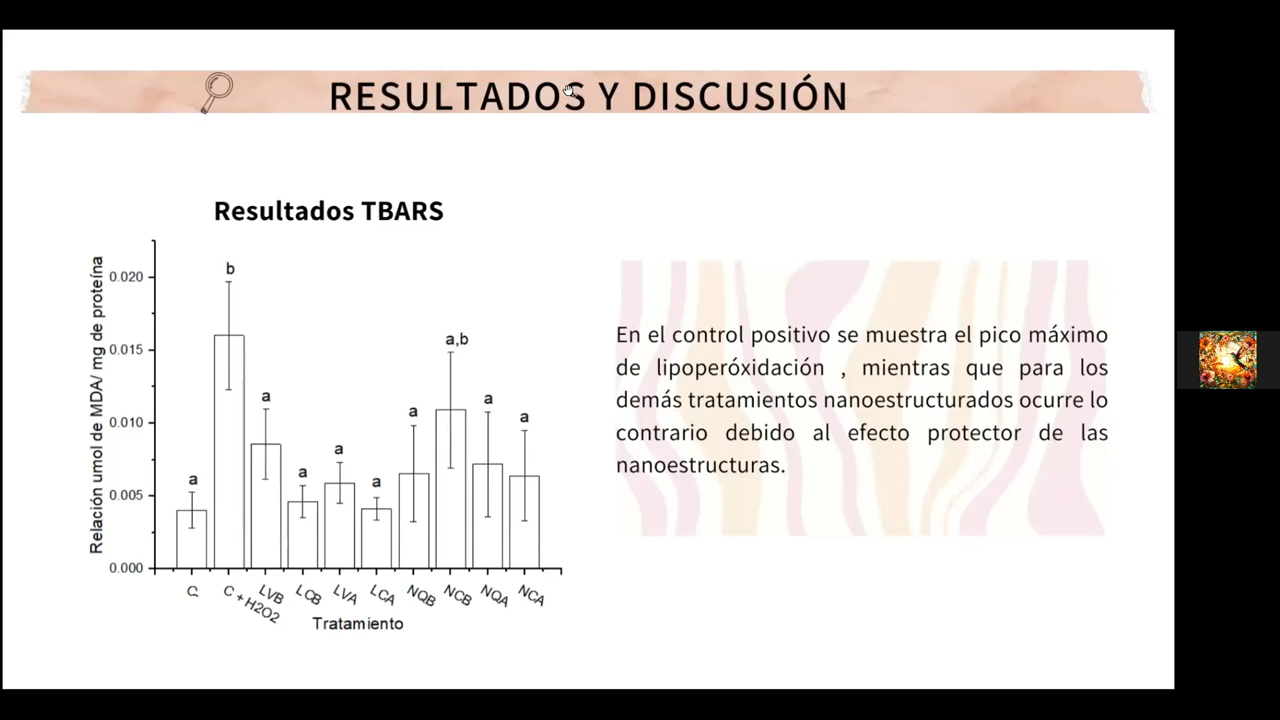 RESULTADOS Y DISCUSIÓN
Resultados TBARS
Relación umol de MDA/ mg de proteína
0.020
0.015
0.010
0.005
0.000
a
b
a
a
a
a
a
a,b
a
a
C-
C + H2O2
LVB
LCB
LVA
LCA
NQB
NCB
NQA
NCA
Tratamiento
En el control positivo se muestra el pico máximo
de lipoperóxidación , mientras que para los
demás tratamientos nanoestructurados ocurre lo
contrario debido al efecto protector de las
nanoestructuras.